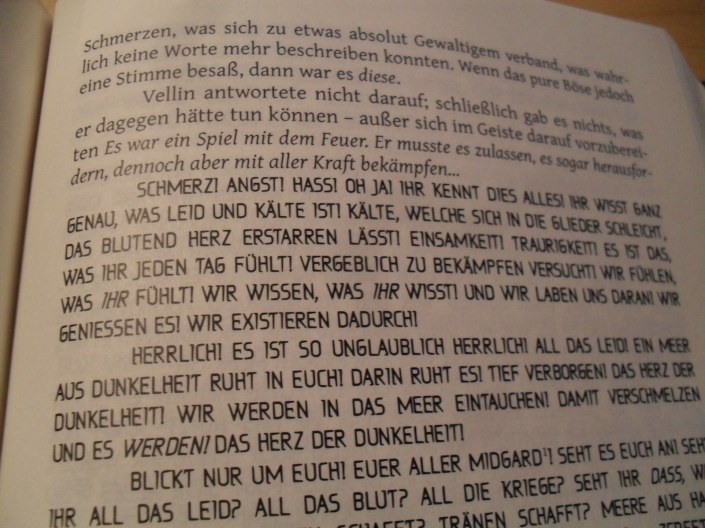 Schmerzen, was sich zu etwas absolut Gewaltigem verband, was wahr-
lich keine Worte mehr beschreiben konnten. Wenn das pure Böse jedoch
eine Stimme besaß, dann war es diese.
Vellin antwortete nicht darauf; schließlich gab es nichts, was
er dagegen hätte tun können – außer sich im Geiste darauf vorzuberei-
ten Es war ein Spiel mit dem Feuer. Er musste es zulassen, es sogar herausfor-
dern, dennoch aber mit aller Kraft bekämpfen...
SCHMERZ! ANGST! HASS! OH JA! IHR KENNT DIES ALLES! IHR WISST GANZ
GENAU, WAS LEID UND KÄLTE IST! KÄLTE, WELCHE SICH IN DIE GLIEDER SCHLEICHT,
DAS BLUTEND HERZ ERSTARREN LÄSST! EINSAMKEIT! TRAURIGKEIT! ES IST DAS,
WAS IHR JEDEN TAG FÜHLT! VERGEBLICH ZU BEKÄMPFEN VERSUCHT! WIR FÜHLEN,
WAS IHR FÜHLT! WIR WISSEN, WAS IHR WISST! UND WIR LABEN UNS DARAN! WIR
GENIESSEN ES! WIR EXISTIEREN DADURCH!
HERRLICH! ES IST SO UNGLAUBLICH HERRLICH! ALL DAS LEID! EIN MEER
AUS DUNKELHEIT RUHT IN EUCH! DARIN RUHT ES! TIEF VERBORGEN! DAS HERZ DER
DUNKELHEIT! WIR WERDEN IN DAS MEER EINTAUCHEN! DAMIT VERSCHMELZEN
UND ES WERDEN! DAS HERZ DER DUNKELHEIT!
BLICKT NUR UM EUCH! EUER ALLER MIDGARD¹! SEHT ES EUCH AN! SEHT
IHR ALL DAS LEID? ALL DAS BLUT? ALL DIE KRIEGE? SEHT IHR DASS, W
SCHAFFT? TRÄNEN SCHAFFT? MEERE AUS HA